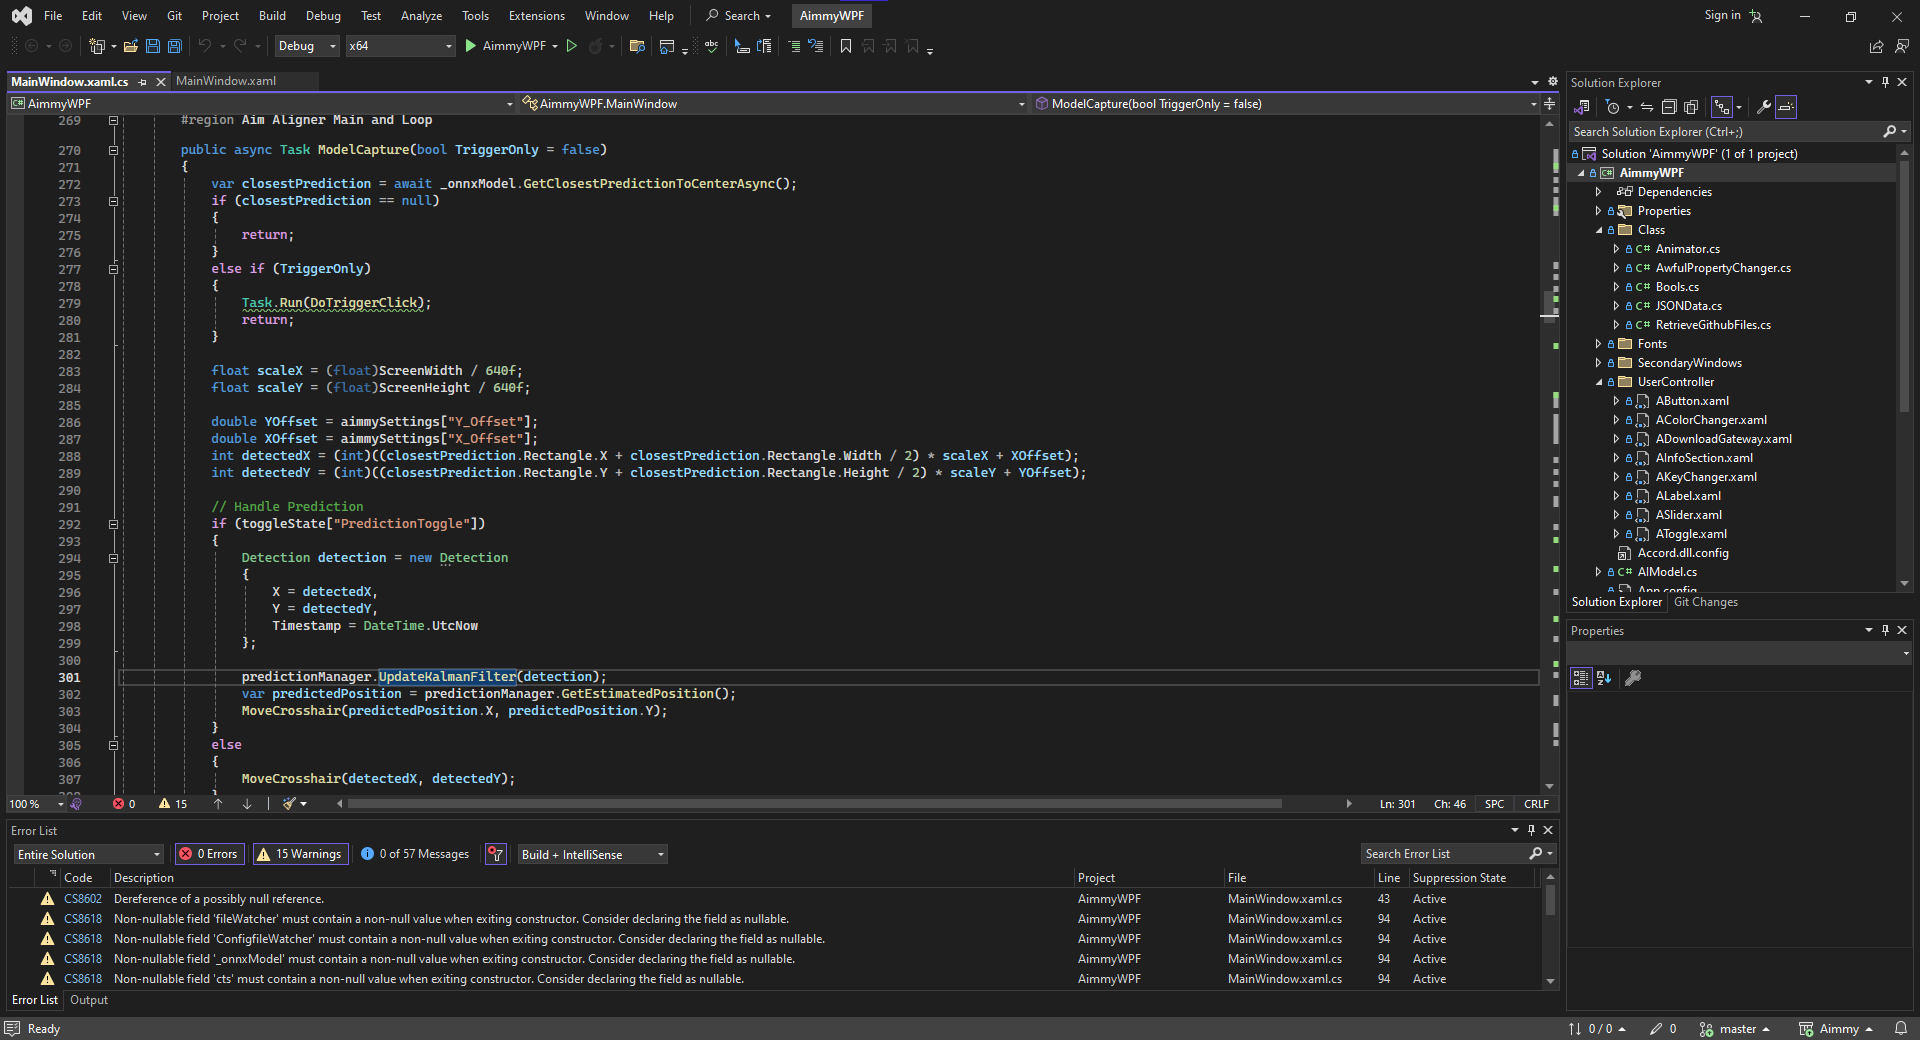 File Edit View Git Project Build Debug Test Analyze Tools Extensions Window Help Search AimmyWPF Sign in
Debug x64 AimmyWPF
MainWindow.xaml.cs MainWindow.xaml
AimmyWPF AimmyWPF.MainWindow ModelCapture(bool TriggerOnly = false)
269 #region Aim Aligner Main and Loop
270 public async Task ModelCapture(bool TriggerOnly = false)
271 {
272 var closestPrediction = await _onnxModel.GetClosestPredictionToCenterAsync();
273 if (closestPrediction == null)
274 {
275 return;
276 }
277 else if (TriggerOnly)
278 {
279 Task.Run(DoTriggerClick);
280 return;
281 }
282
283 float scaleX = (float)ScreenWidth / 640f;
284 float scaleY = (float)ScreenHeight / 640f;
285
286 double YOffset = aimmySettings["Y_Offset"];
287 double XOffset = aimmySettings["X_Offset"];
288 int detectedX = (int)((closestPrediction.Rectangle.X + closestPrediction.Rectangle.Width / 2) * scaleX + XOffset);
289 int detectedY = (int)((closestPrediction.Rectangle.Y + closestPrediction.Rectangle.Height / 2) * scaleY + YOffset);
290
291 // Handle Prediction
292 if (toggleState["PredictionToggle"])
293 {
294 Detection detection = new Detection
295 {
296 X = detectedX,
297 Y = detectedY,
298 Timestamp = DateTime.UtcNow
299 };
300
301 predictionManager.UpdateKalmanFilter(detection);
302 var predictedPosition = predictionManager.GetEstimatedPosition();
303 MoveCrosshair(predictedPosition.X, predictedPosition.Y);
304 }
305 else
306 {
307 MoveCrosshair(detectedX, detectedY);
308 }
100 % 0 15 Ln: 301 Ch: 46 SPC CRLF
Error List
Entire Solution 0 Errors 15 Warnings 0 of 57 Messages Build + IntelliSense Search Error List
Code Description Project File Line Suppression State
CS8602 Dereference of a possibly null reference. AimmyWPF MainWindow.xaml.cs 43 Active
CS8618 Non-nullable field 'fileWatcher' must contain a non-null value when exiting constructor. Consider declaring the field as nullable. AimmyWPF MainWindow.xaml.cs 94 Active
CS8618 Non-nullable field 'ConfigfileWatcher' must contain a non-null value when exiting constructor. Consider declaring the field as nullable. AimmyWPF MainWindow.xaml.cs 94 Active
CS8618 Non-nullable field '_onnxModel' must contain a non-null value when exiting constructor. Consider declaring the field as nullable. AimmyWPF MainWindow.xaml.cs 94 Active
CS8618 Non-nullable field 'cts' must contain a non-null value when exiting constructor. Consider declaring the field as nullable. AimmyWPF MainWindow.xaml.cs 94 Active
Error List Output
Solution Explorer
Search Solution Explorer (Ctrl+;)
Solution 'AimmyWPF' (1 of 1 project)
C# AimmyWPF
Dependencies
Properties
Class
C# Animator.cs
C# AwfulPropertyChanger.cs
C# Bools.cs
C# JSONData.cs
C# RetrieveGithubFiles.cs
Fonts
SecondaryWindows
UserController
AButton.xaml
AColorChanger.xaml
ADownloadGateway.xaml
AInfoSection.xaml
AKeyChanger.xaml
ALabel.xaml
ASlider.xaml
AToggle.xaml
Accord.dll.config
C# AIModel.cs
App.config
Solution Explorer Git Changes
Properties
Ready 0 / 0 0 master Aimmy